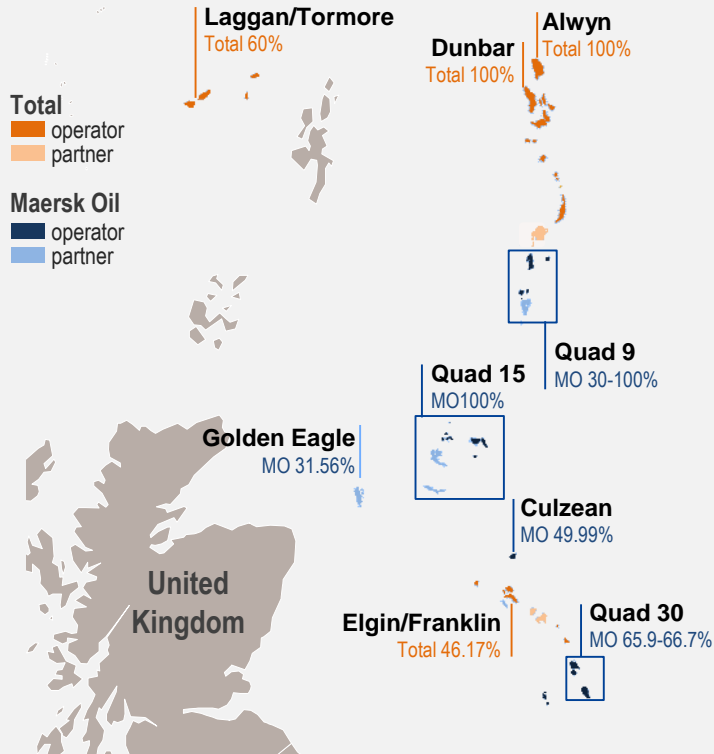 Laggan/Tormore
Total 60%
Alwyn
Total 100%
Dunbar
Total 100%
Total
operator
partner
Maersk Oil
operator
partner
Quad 9
MO 30-100%
Quad 15
MO100%
Golden Eagle
MO 31.56%
Culzean
MO 49.99%
United
Kingdom
Elgin/Franklin
Total 46.17%
Quad 30
MO 65.9-66.7%